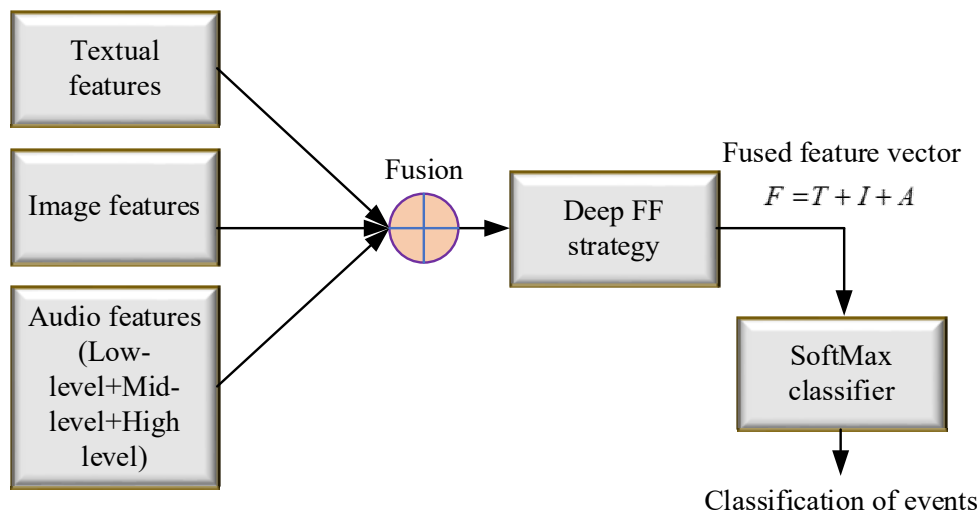 Textual
features
Image features
Audio features
(Low-
level+Mid-
level+High
level)
Fusion
Deep FF
strategy
Fused feature vector
F = T + I + A
SoftMax
classifier
Classification of events